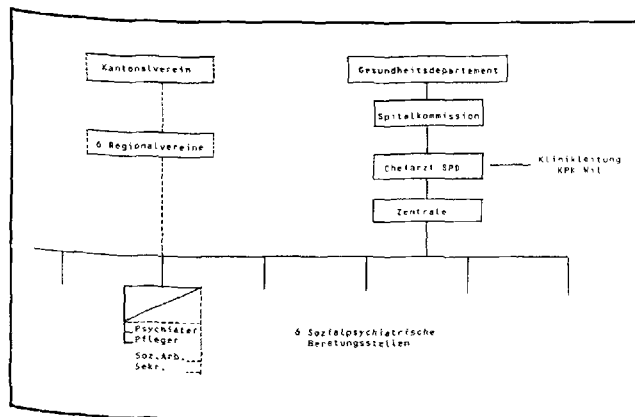 Kantonalverein
Gesundheitsdepartement
Spitalkommission
6 Regionalvereine
Chefarzt SPD
Klinikleitung
KPK Wil
Zentrale
Psychiater
Pfleger
Soz.Arb.
Sekr.
6 Sozialpsychiatrische
Beratungsstellen